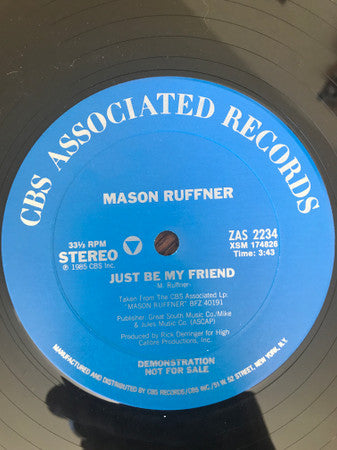 CBS ASSOCIATED RECORDS
MASON RUFFNER
33⅓ RPM
STEREO
℗ 1985 CBS Inc.
ZAS 2234
XSM 174826
Time: 3:43
JUST BE MY FRIEND
-M. Ruffner-
Taken From The CBS Associated Lp:
"MASON RUFFNER" BFZ 40191
Publisher: Great South Music Co./Mike
& Jules Music Co. (ASCAP)
Produced by Rick Derringer for High
Calibre Productions, Inc.
DEMONSTRATION
NOT FOR SALE
MANUFACTURED AND DISTRIBUTED BY CBS RECORDS/CBS INC./51 W. 52 STREET, NEW YORK, N.Y.